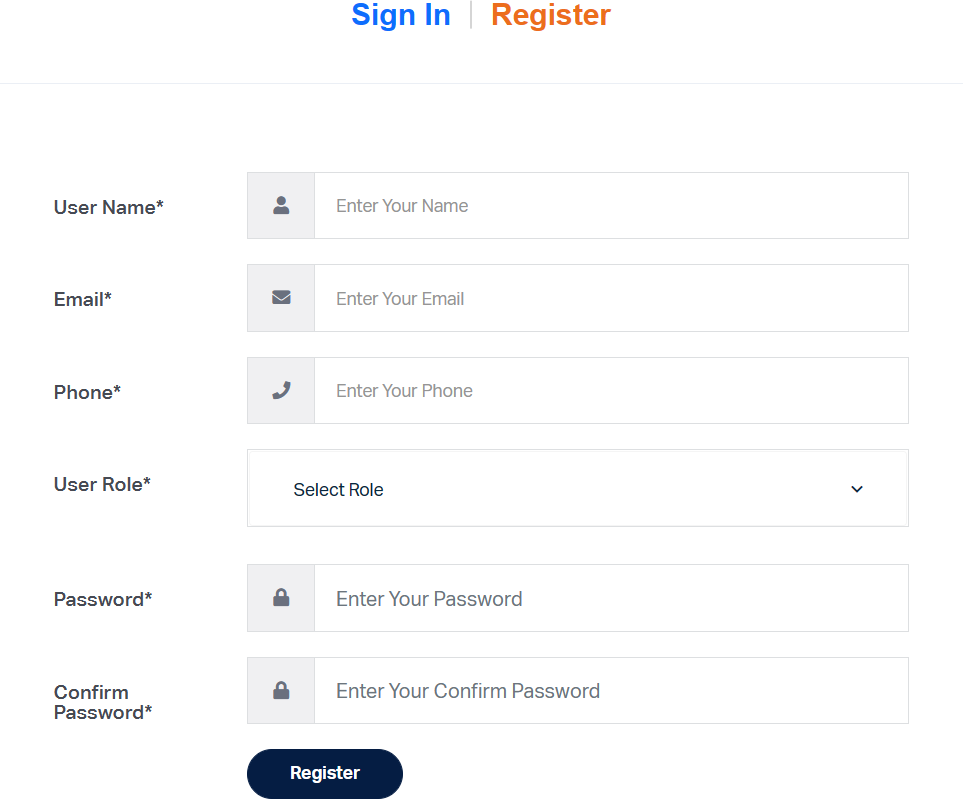 Sign In | Register
User Name*
Enter Your Name
Email*
Enter Your Email
Phone*
Enter Your Phone
User Role*
Select Role
Password*
Enter Your Password
Confirm
Password*
Enter Your Confirm Password
Register